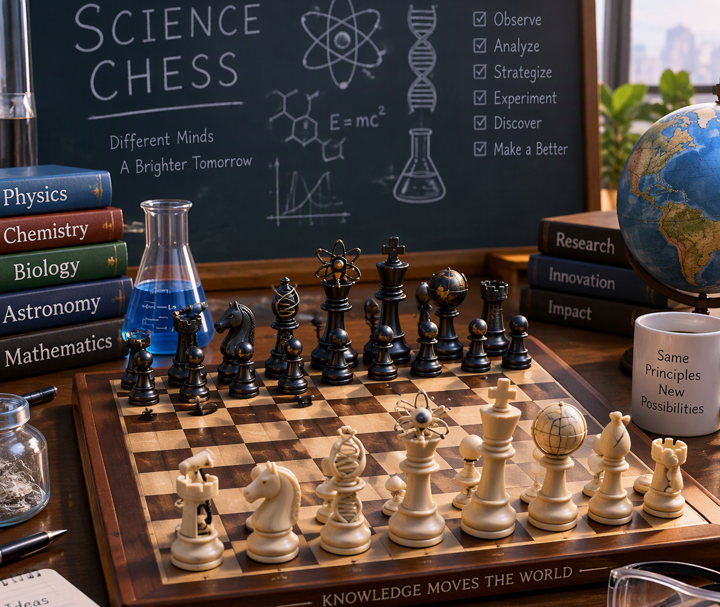 SCIENCE
CHESS
Different Minds
A Brighter Tomorrow
E=mc²
Observe
Analyze
Strategize
Experiment
Discover
Make a Better
Physics
Chemistry
Biology
Astronomy
Mathematics
Research
Innovation
Impact
Same
Principles
New
Possibilities
KNOWLEDGE MOVES THE WORLD
Ideas